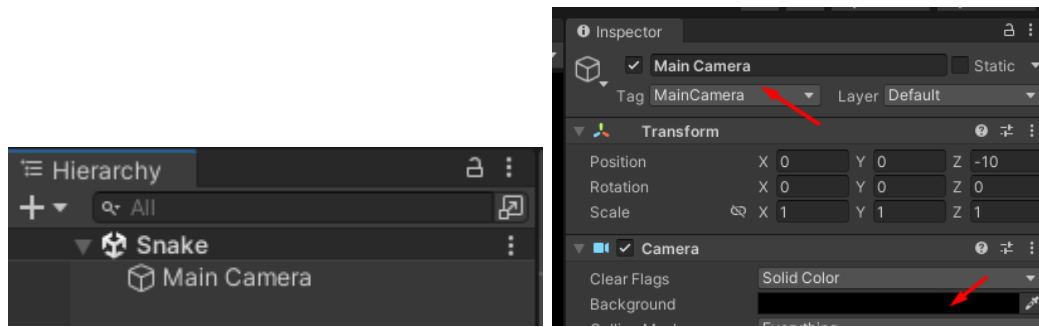 Hierarchy
All
Snake
Main Camera
Inspector
Main Camera
Static
Tag MainCamera Layer Default
Transform
Position X 0 Y 0 Z -10
Rotation X 0 Y 0 Z 0
Scale X 1 Y 1 Z 1
Camera
Clear Flags Solid Color
Background